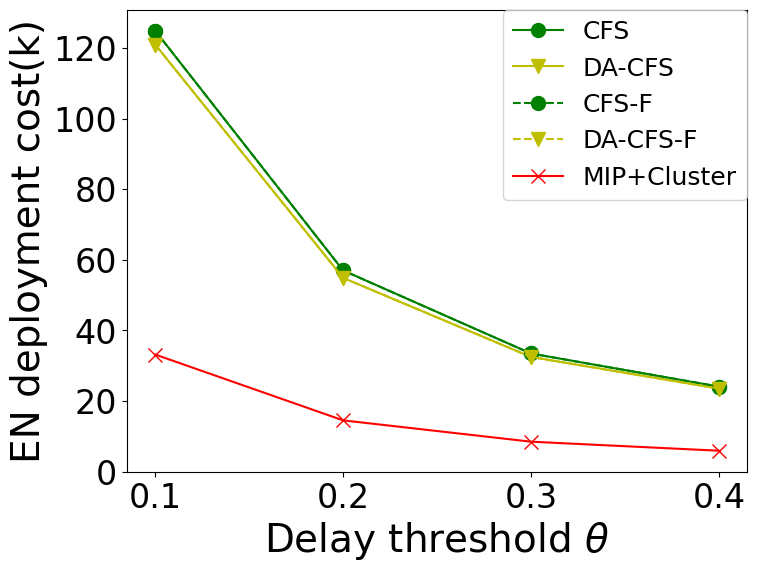 EN deployment cost(k)
120
100
80
60
40
20
0
CFS
DA-CFS
CFS-F
DA-CFS-F
MIP+Cluster
0.1 0.2 0.3 0.4
Delay threshold θ